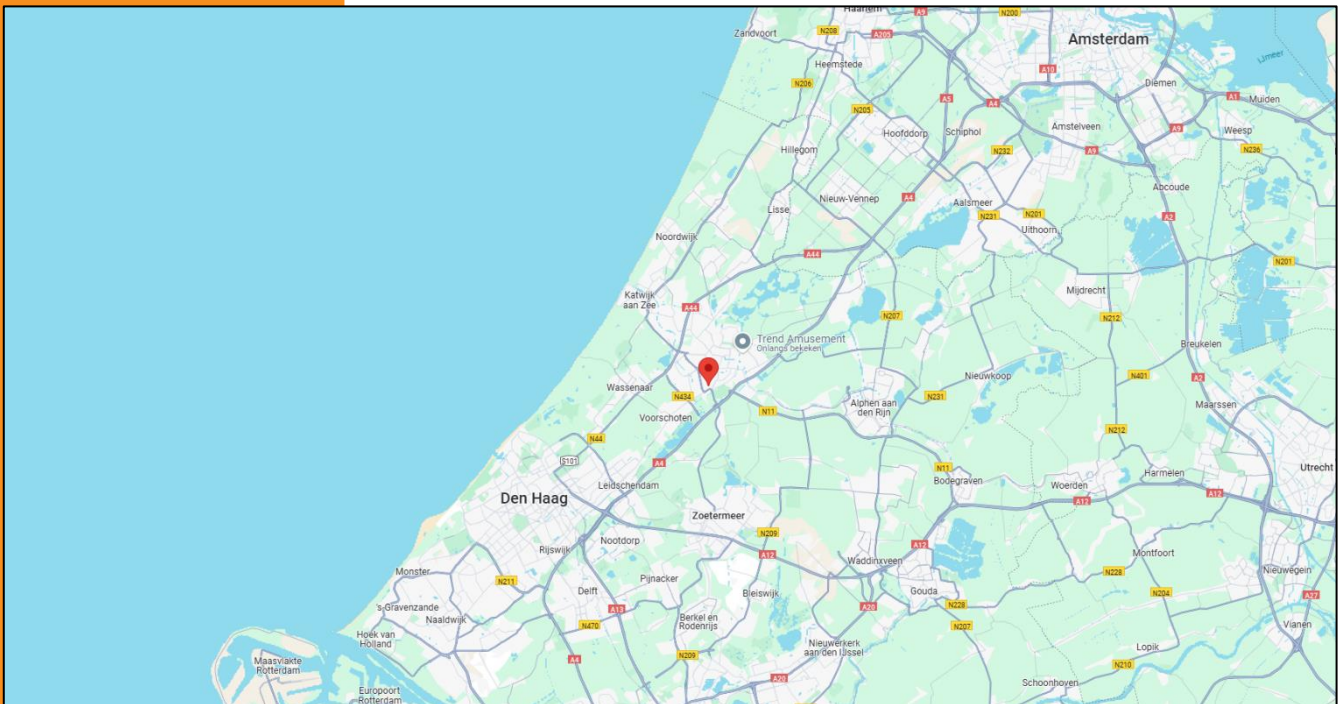 Haarlem
A9
N200
Zandvoort
N208
A205
Amsterdam
IJmeer
Heemstede
A10
Diemen
N206
A5
A4
A1
Muiden
N205
Hoofddorp
Schiphol
Amstelveen
Weesp
Hillegom
N232
A9
N236
Abcoude
Nieuw-Vennep
A4
Aalsmeer
Lisse
N231
N201
A2
Uithoorn
Noordwijk
A44
N201
Katwijk
aan Zee
Mijdrecht
A44
N207
N212
Trend Amusement
Onlangs bekeken
Breukelen
Wassenaar
Nieuwkoop
N401
A2
N434
N231
Maarssen
Voorschoten
N11
Alphen aan
den Rijn
N212
N44
S101
A4
N11
Utrecht
Leidschendam
Bodegraven
Woerden
Harmelen
Den Haag
A12
A12
Zoetermeer
N209
Rijswijk
Nootdorp
A12
A12
Waddinxveen
Montfoort
Monster
N211
Pijnacker
N228
Nieuwegein
Delft
Bleiswijk
Gouda
N204
's-Gravenzande
A13
A20
N228
A27
Naaldwijk
Berkel en
Rodenrijs
N470
N207
Vianen
Hoek van
Holland
Nieuwerkerk
aan den IJssel
Lopik
N209
A4
N210
Maasvlakte
Rotterdam
A20
Schoonhoven
Europoort
Rotterdam